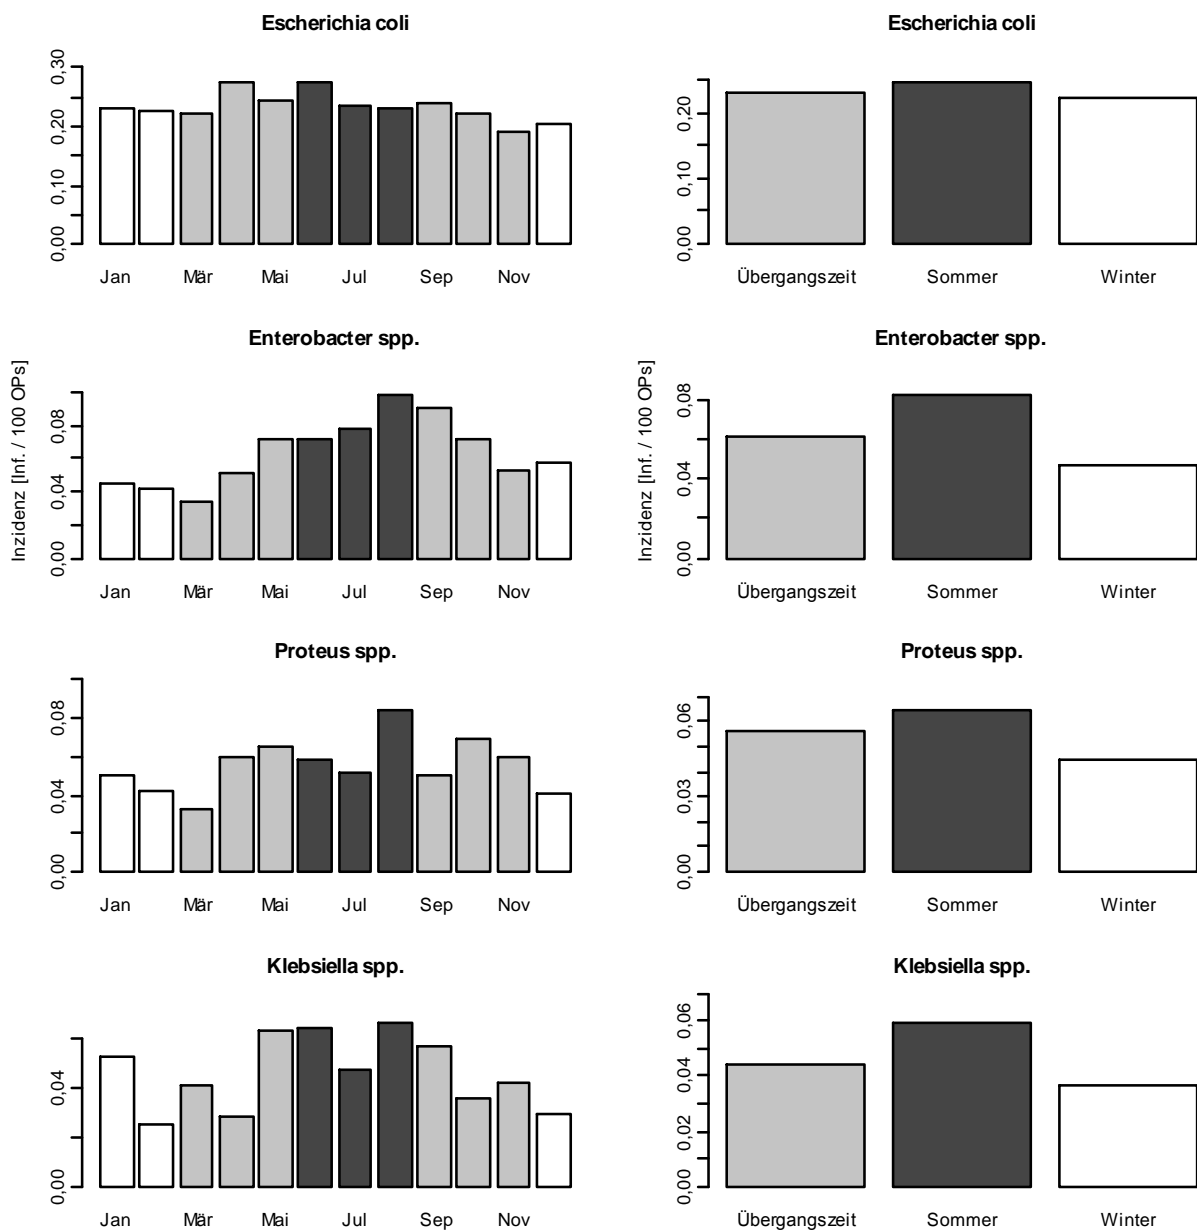 Escherichia coli
0,30
0,20
0,10
0,00
Jan Mär Mai Jul Sep Nov
Escherichia coli
0,20
0,10
0,00
Übergangszeit Sommer Winter
Enterobacter spp.
Inzidenz [Inf. / 100 OPs]
0,08
0,04
0,00
Jan Mär Mai Jul Sep Nov
Enterobacter spp.
Inzidenz [Inf. / 100 OPs]
0,08
0,04
0,00
Übergangszeit Sommer Winter
Proteus spp.
0,08
0,04
0,00
Jan Mär Mai Jul Sep Nov
Proteus spp.
0,06
0,03
0,00
Übergangszeit Sommer Winter
Klebsiella spp.
0,04
0,00
Jan Mär Mai Jul Sep Nov
Klebsiella spp.
0,06
0,04
0,02
0,00
Übergangszeit Sommer Winter